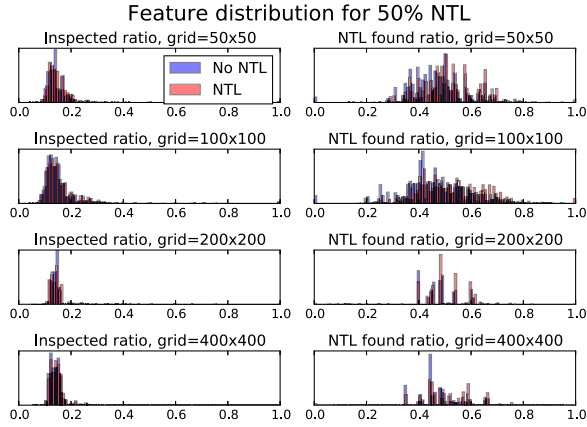 Feature distribution for 50% NTL
Inspected ratio, grid=50x50
NTL found ratio, grid=50x50
No NTL
NTL
0.0 0.2 0.4 0.6 0.8 1.0
0.0 0.2 0.4 0.6 0.8 1.0
Inspected ratio, grid=100x100
NTL found ratio, grid=100x100
0.0 0.2 0.4 0.6 0.8 1.0
0.0 0.2 0.4 0.6 0.8 1.0
Inspected ratio, grid=200x200
NTL found ratio, grid=200x200
0.0 0.2 0.4 0.6 0.8 1.0
0.0 0.2 0.4 0.6 0.8 1.0
Inspected ratio, grid=400x400
NTL found ratio, grid=400x400
0.0 0.2 0.4 0.6 0.8 1.0
0.0 0.2 0.4 0.6 0.8 1.0